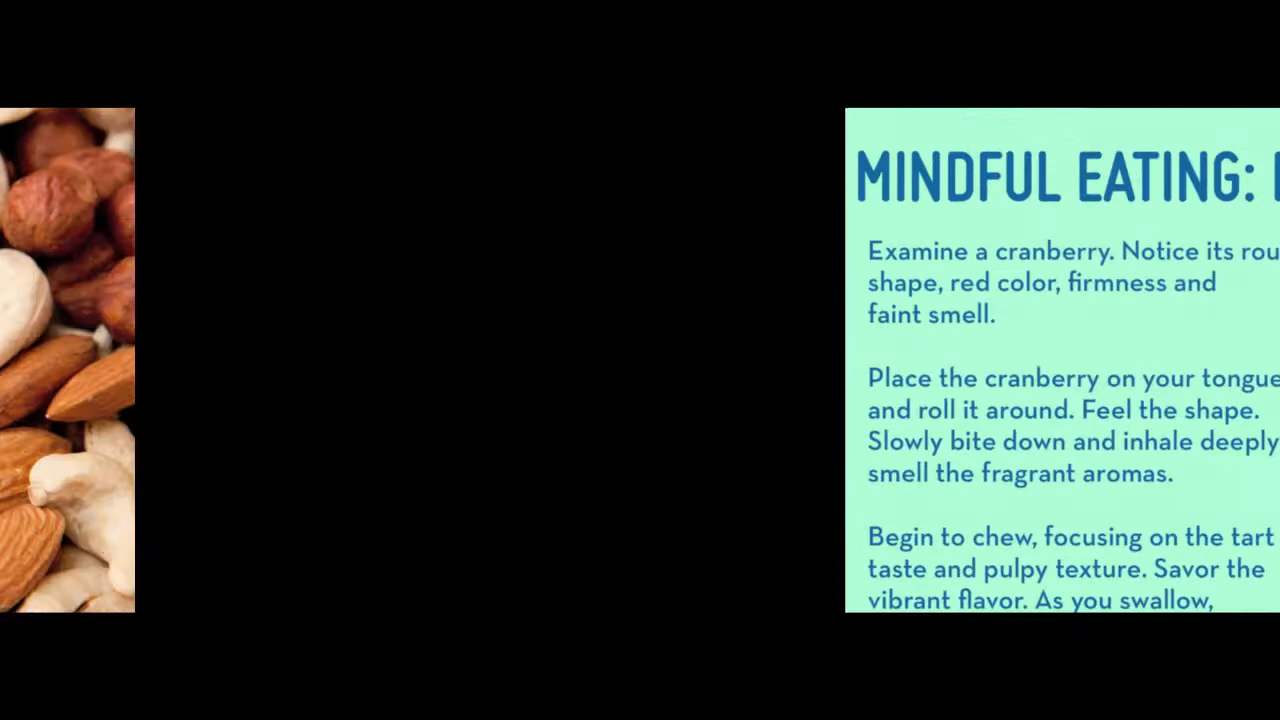 MINDFUL EATING:
Examine a cranberry. Notice its
shape, red color, firmness and
faint smell.
Place the cranberry on your tongue
and roll it around. Feel the shape.
Slowly bite down and inhale deeply
smell the fragrant aromas.
Begin to chew, focusing on the tart
taste and pulpy texture. Savor the
vibrant flavor. As you swallow,